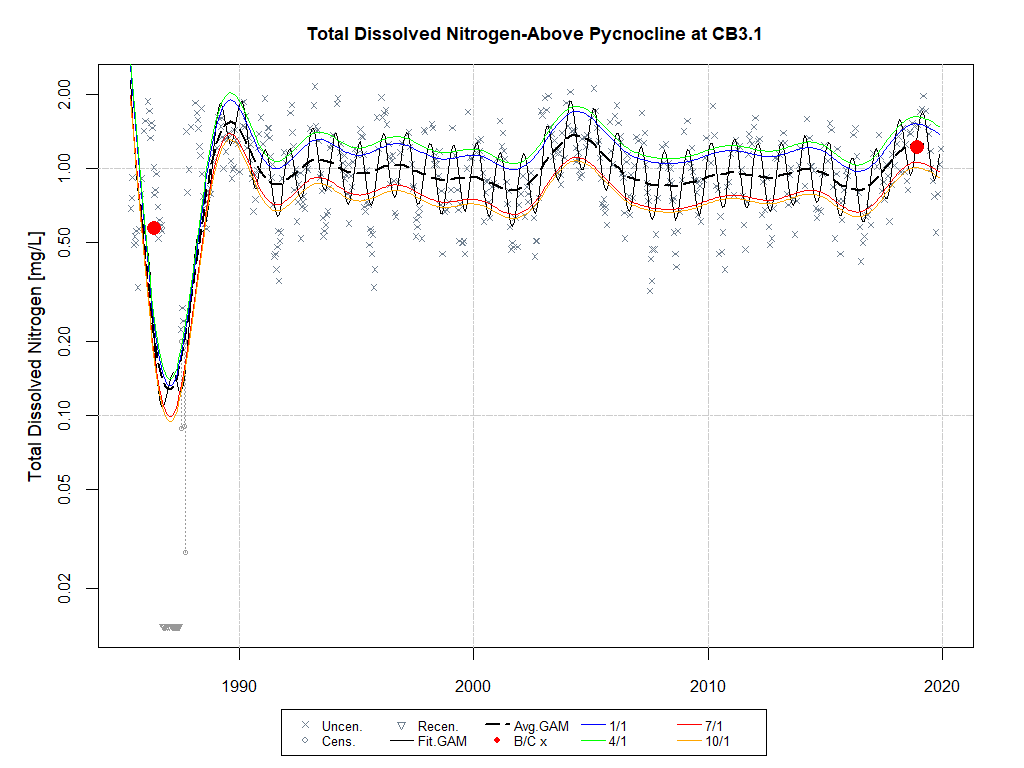 Total Dissolved Nitrogen-Above Pycnocline at CB3.1
Total Dissolved Nitrogen [mg/L]
2.00
1.00
0.50
0.20
0.10
0.05
0.02
1990 2000 2010 2020
Uncen. Recen. Avg.GAM 1/1 7/1
Cens. Fit.GAM B/C x 4/1 10/1